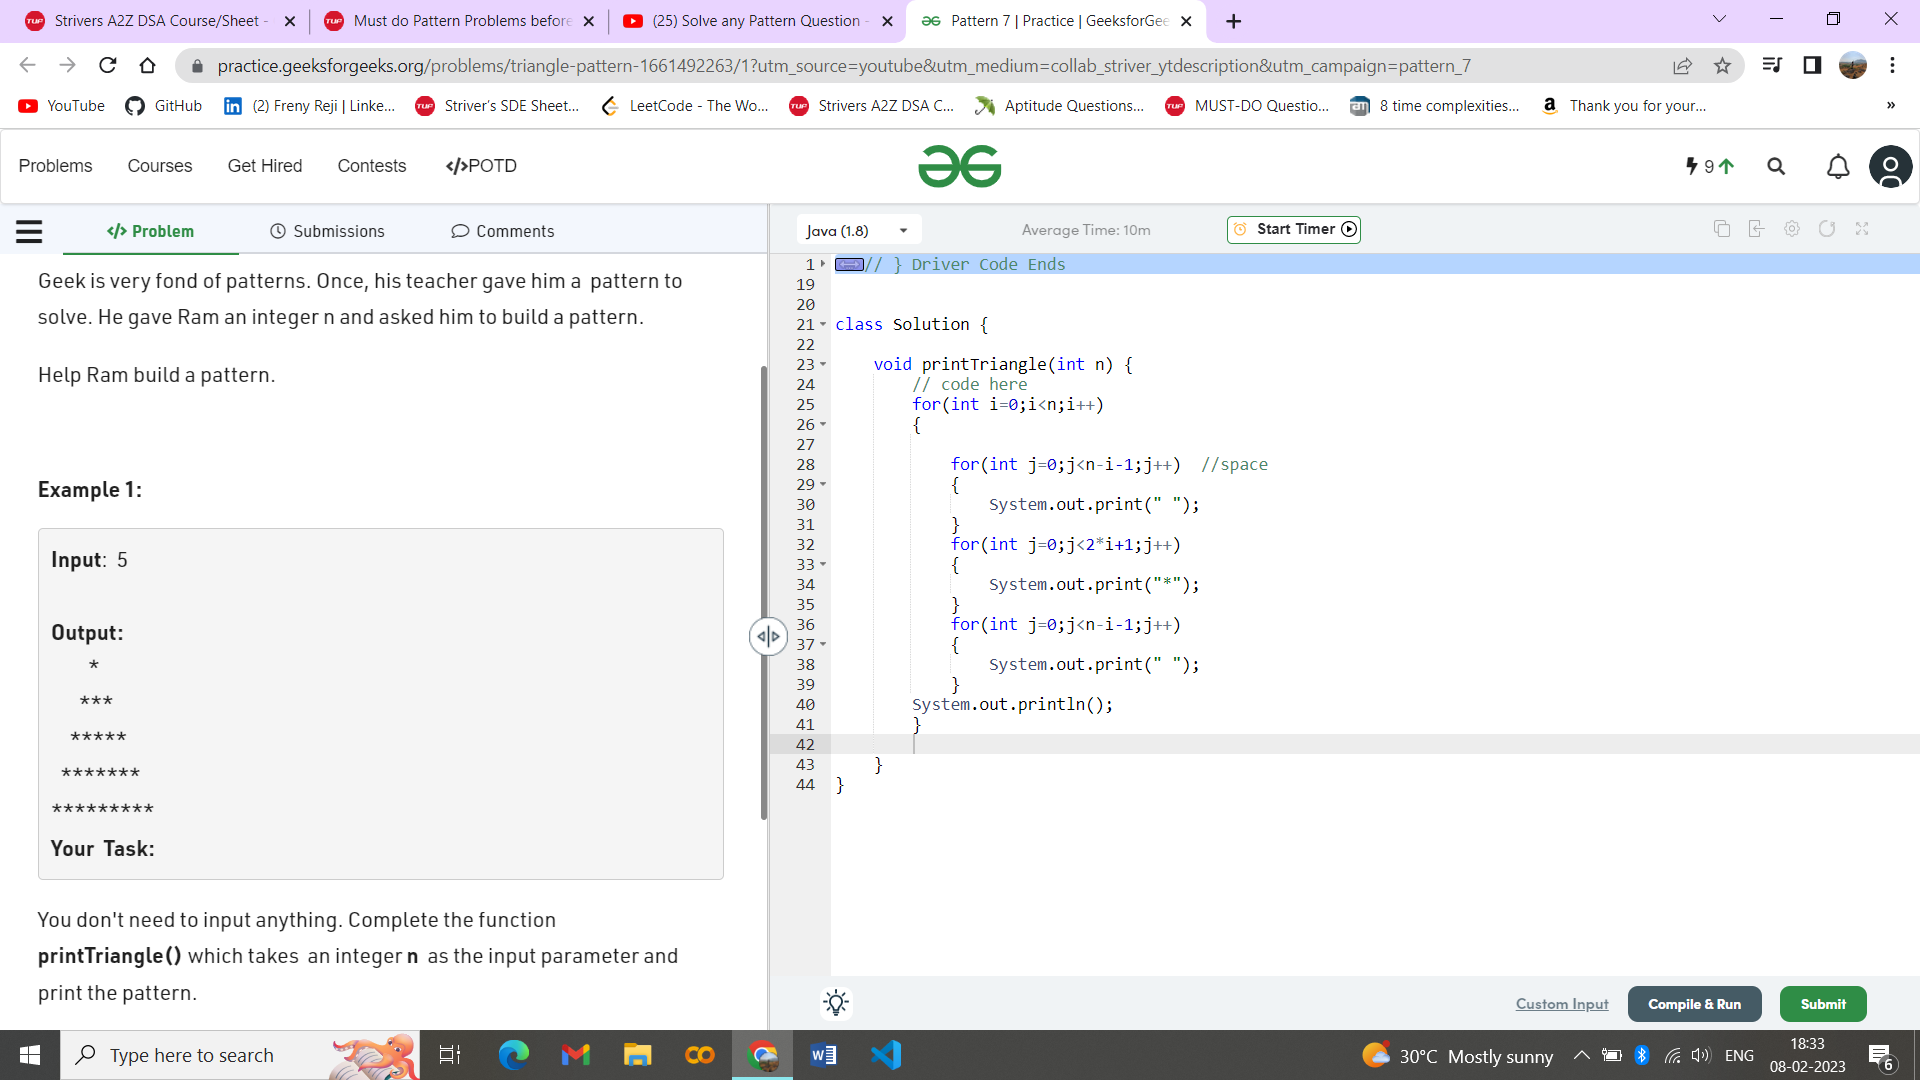 Strivers A2Z DSA Course/Sheet -
Must do Pattern Problems before
(25) Solve any Pattern Question -
Pattern 7 | Practice | GeeksforGee
practice.geeksforgeeks.org/problems/triangle-pattern-1661492263/1?utm_source=youtube&utm_medium=collab_striver_ytdescription&utm_campaign=pattern_7
YouTube
GitHub
(2) Freny Reji | Linke...
Striver's SDE Sheet...
LeetCode - The Wo...
Strivers A2Z DSA C...
Aptitude Questions...
MUST-DO Questio...
8 time complexities...
Thank you for your...
»
Problems
Courses
Get Hired
Contests
</>POTD
9
</> Problem
Submissions
Comments
Geek is very fond of patterns. Once, his teacher gave him a pattern to
solve. He gave Ram an integer n and asked him to build a pattern.
Help Ram build a pattern.
Example 1:
Input: 5
Output:
*
***
*****
*******
*********
Your Task:
You don't need to input anything. Complete the function
printTriangle() which takes an integer n as the input parameter and
print the pattern.
Java (1.8)
Average Time: 10m
Start Timer
1 // } Driver Code Ends
19
20
21 class Solution {
22
23 void printTriangle(int n) {
24 // code here
25 for(int i=0;i<n;i++)
26 {
27
28 for(int j=0;j<n-i-1;j++) //space
29 {
30 System.out.print(" ");
31 }
32 for(int j=0;j<2*i+1;j++)
33 {
34 System.out.print("*");
35 }
36 for(int j=0;j<n-i-1;j++)
37 {
38 System.out.print(" ");
39 }
40 System.out.println();
41 }
42
43 }
44 }
Custom Input
Compile & Run
Submit
Type here to search
30°C Mostly sunny
ENG
18:33
08-02-2023
6